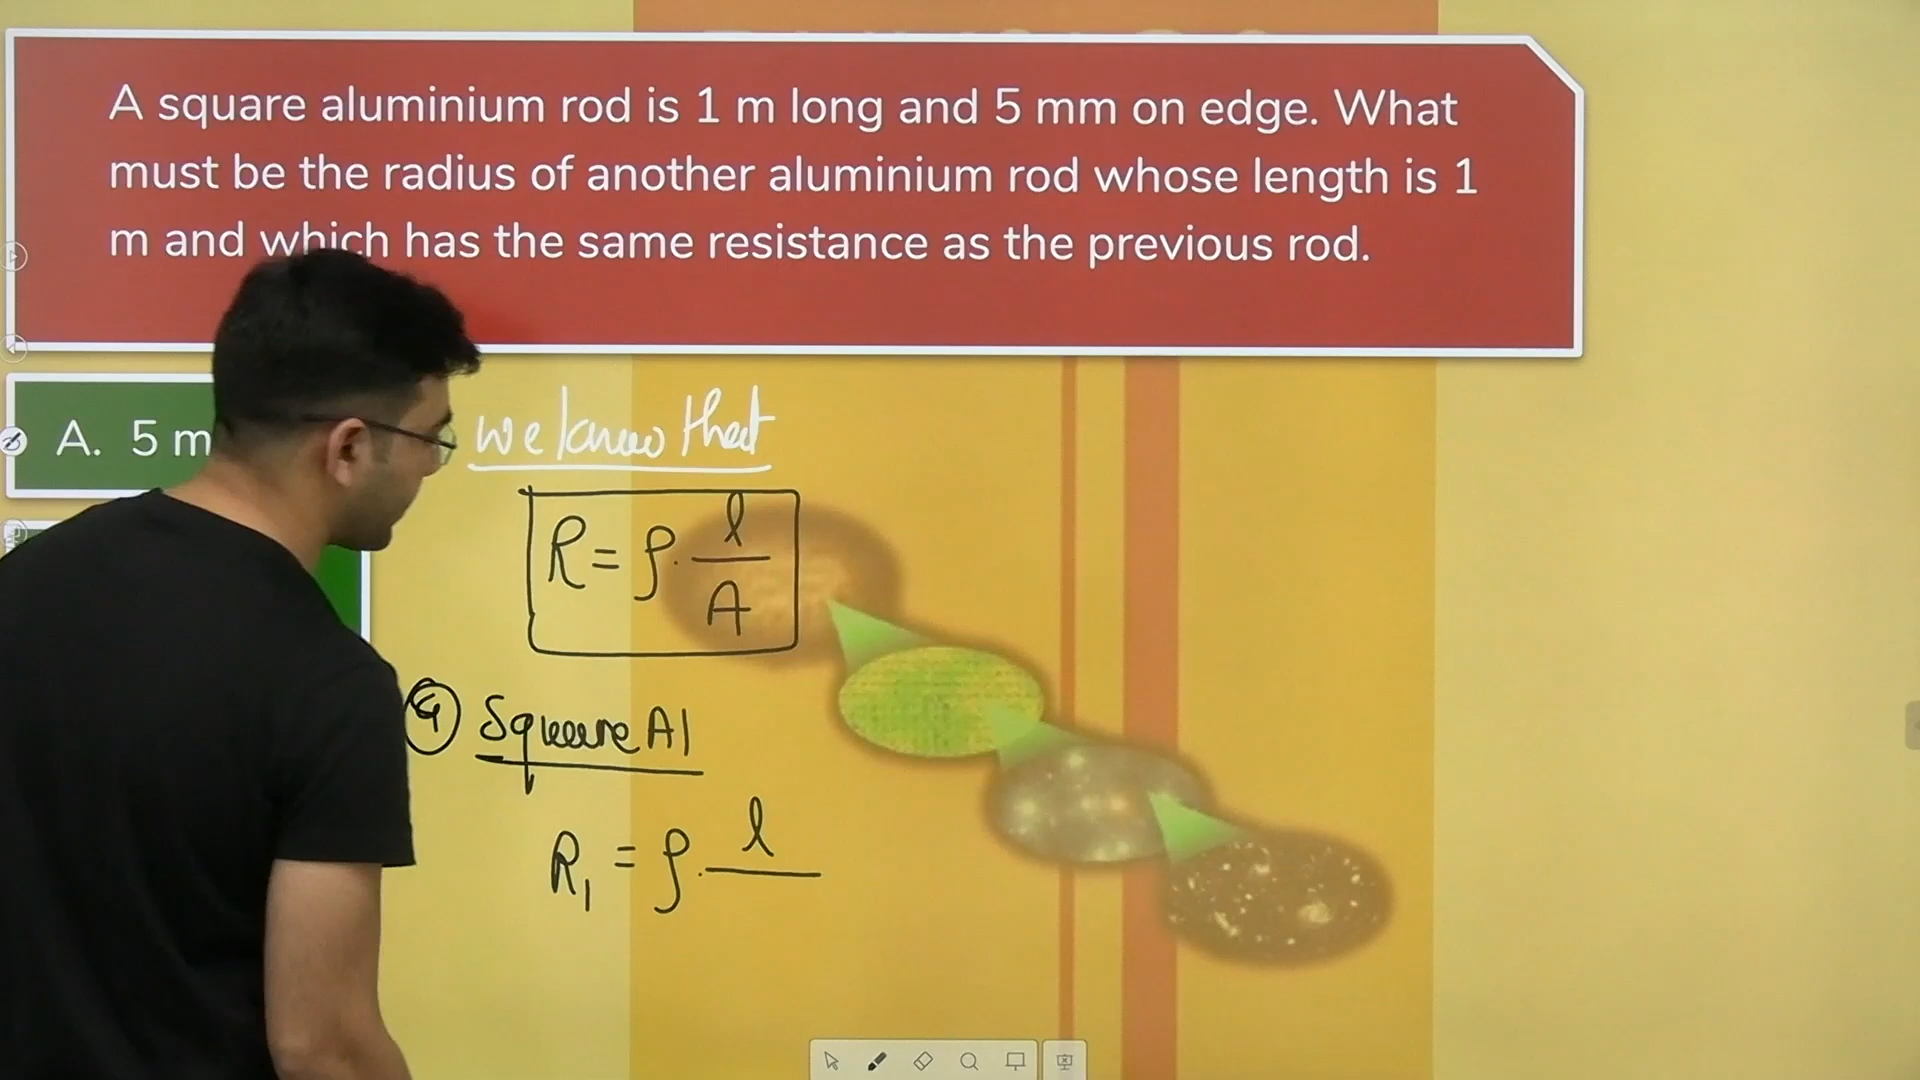 A square aluminium rod is 1 m long and 5 mm on edge. What
must be the radius of another aluminium rod whose length is 1
m and which has the same resistance as the previous rod.
A. 5 m
we know that
R = ρ. l/A
Square Al
R₁ = ρ. l